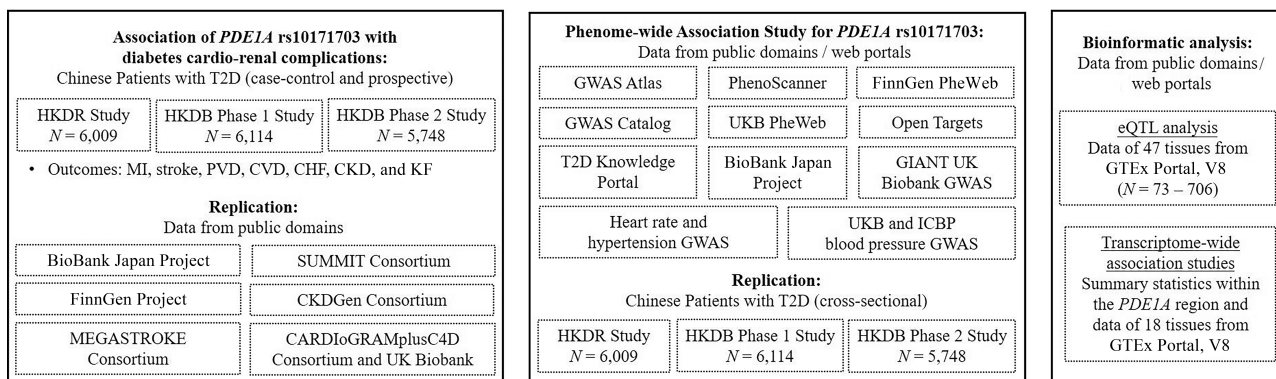 Association of PDE1A rs10171703 with
diabetes cardio-renal complications:
Chinese Patients with T2D (case-control and prospective)
HKDR Study
N = 6,009
HKDB Phase 1 Study
N = 6,114
HKDB Phase 2 Study
N = 5,748
• Outcomes: MI, stroke, PVD, CVD, CHF, CKD, and KF
Replication:
Data from public domains
BioBank Japan Project
SUMMIT Consortium
FinnGen Project
CKDGen Consortium
MEGASTROKE
Consortium
CARDIoGRAMplusC4D
Consortium and UK Biobank
Phenome-wide Association Study for PDE1A rs10171703:
Data from public domains / web portals
GWAS Atlas
PhenoScanner
FinnGen PheWeb
GWAS Catalog
UKB PheWeb
Open Targets
T2D Knowledge
Portal
BioBank Japan
Project
GIANT UK
Biobank GWAS
Heart rate and
hypertension GWAS
UKB and ICBP
blood pressure GWAS
Replication:
Chinese Patients with T2D (cross-sectional)
HKDR Study
N = 6,009
HKDB Phase 1 Study
N = 6,114
HKDB Phase 2 Study
N = 5,748
Bioinformatic analysis:
Data from public domains/
web portals
eQTL analysis
Data of 47 tissues from
GTEx Portal, V8
(N = 73 – 706)
Transcriptome-wide
association studies
Summary statistics within
the PDE1A region and
data of 18 tissues from
GTEx Portal, V8